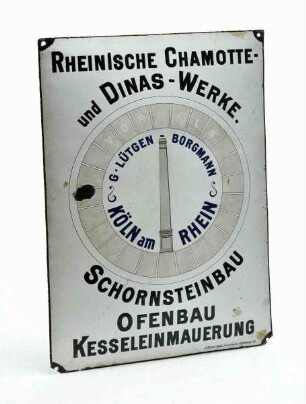 RHEINISCHE CHAMOTTE-
und DINAS-WERKE.
G. LÜTGEN BORGMANN
KÖLN am RHEIN
SCHORNSTEINBAU
OFENBAU
KESSELEINMAUERUNG